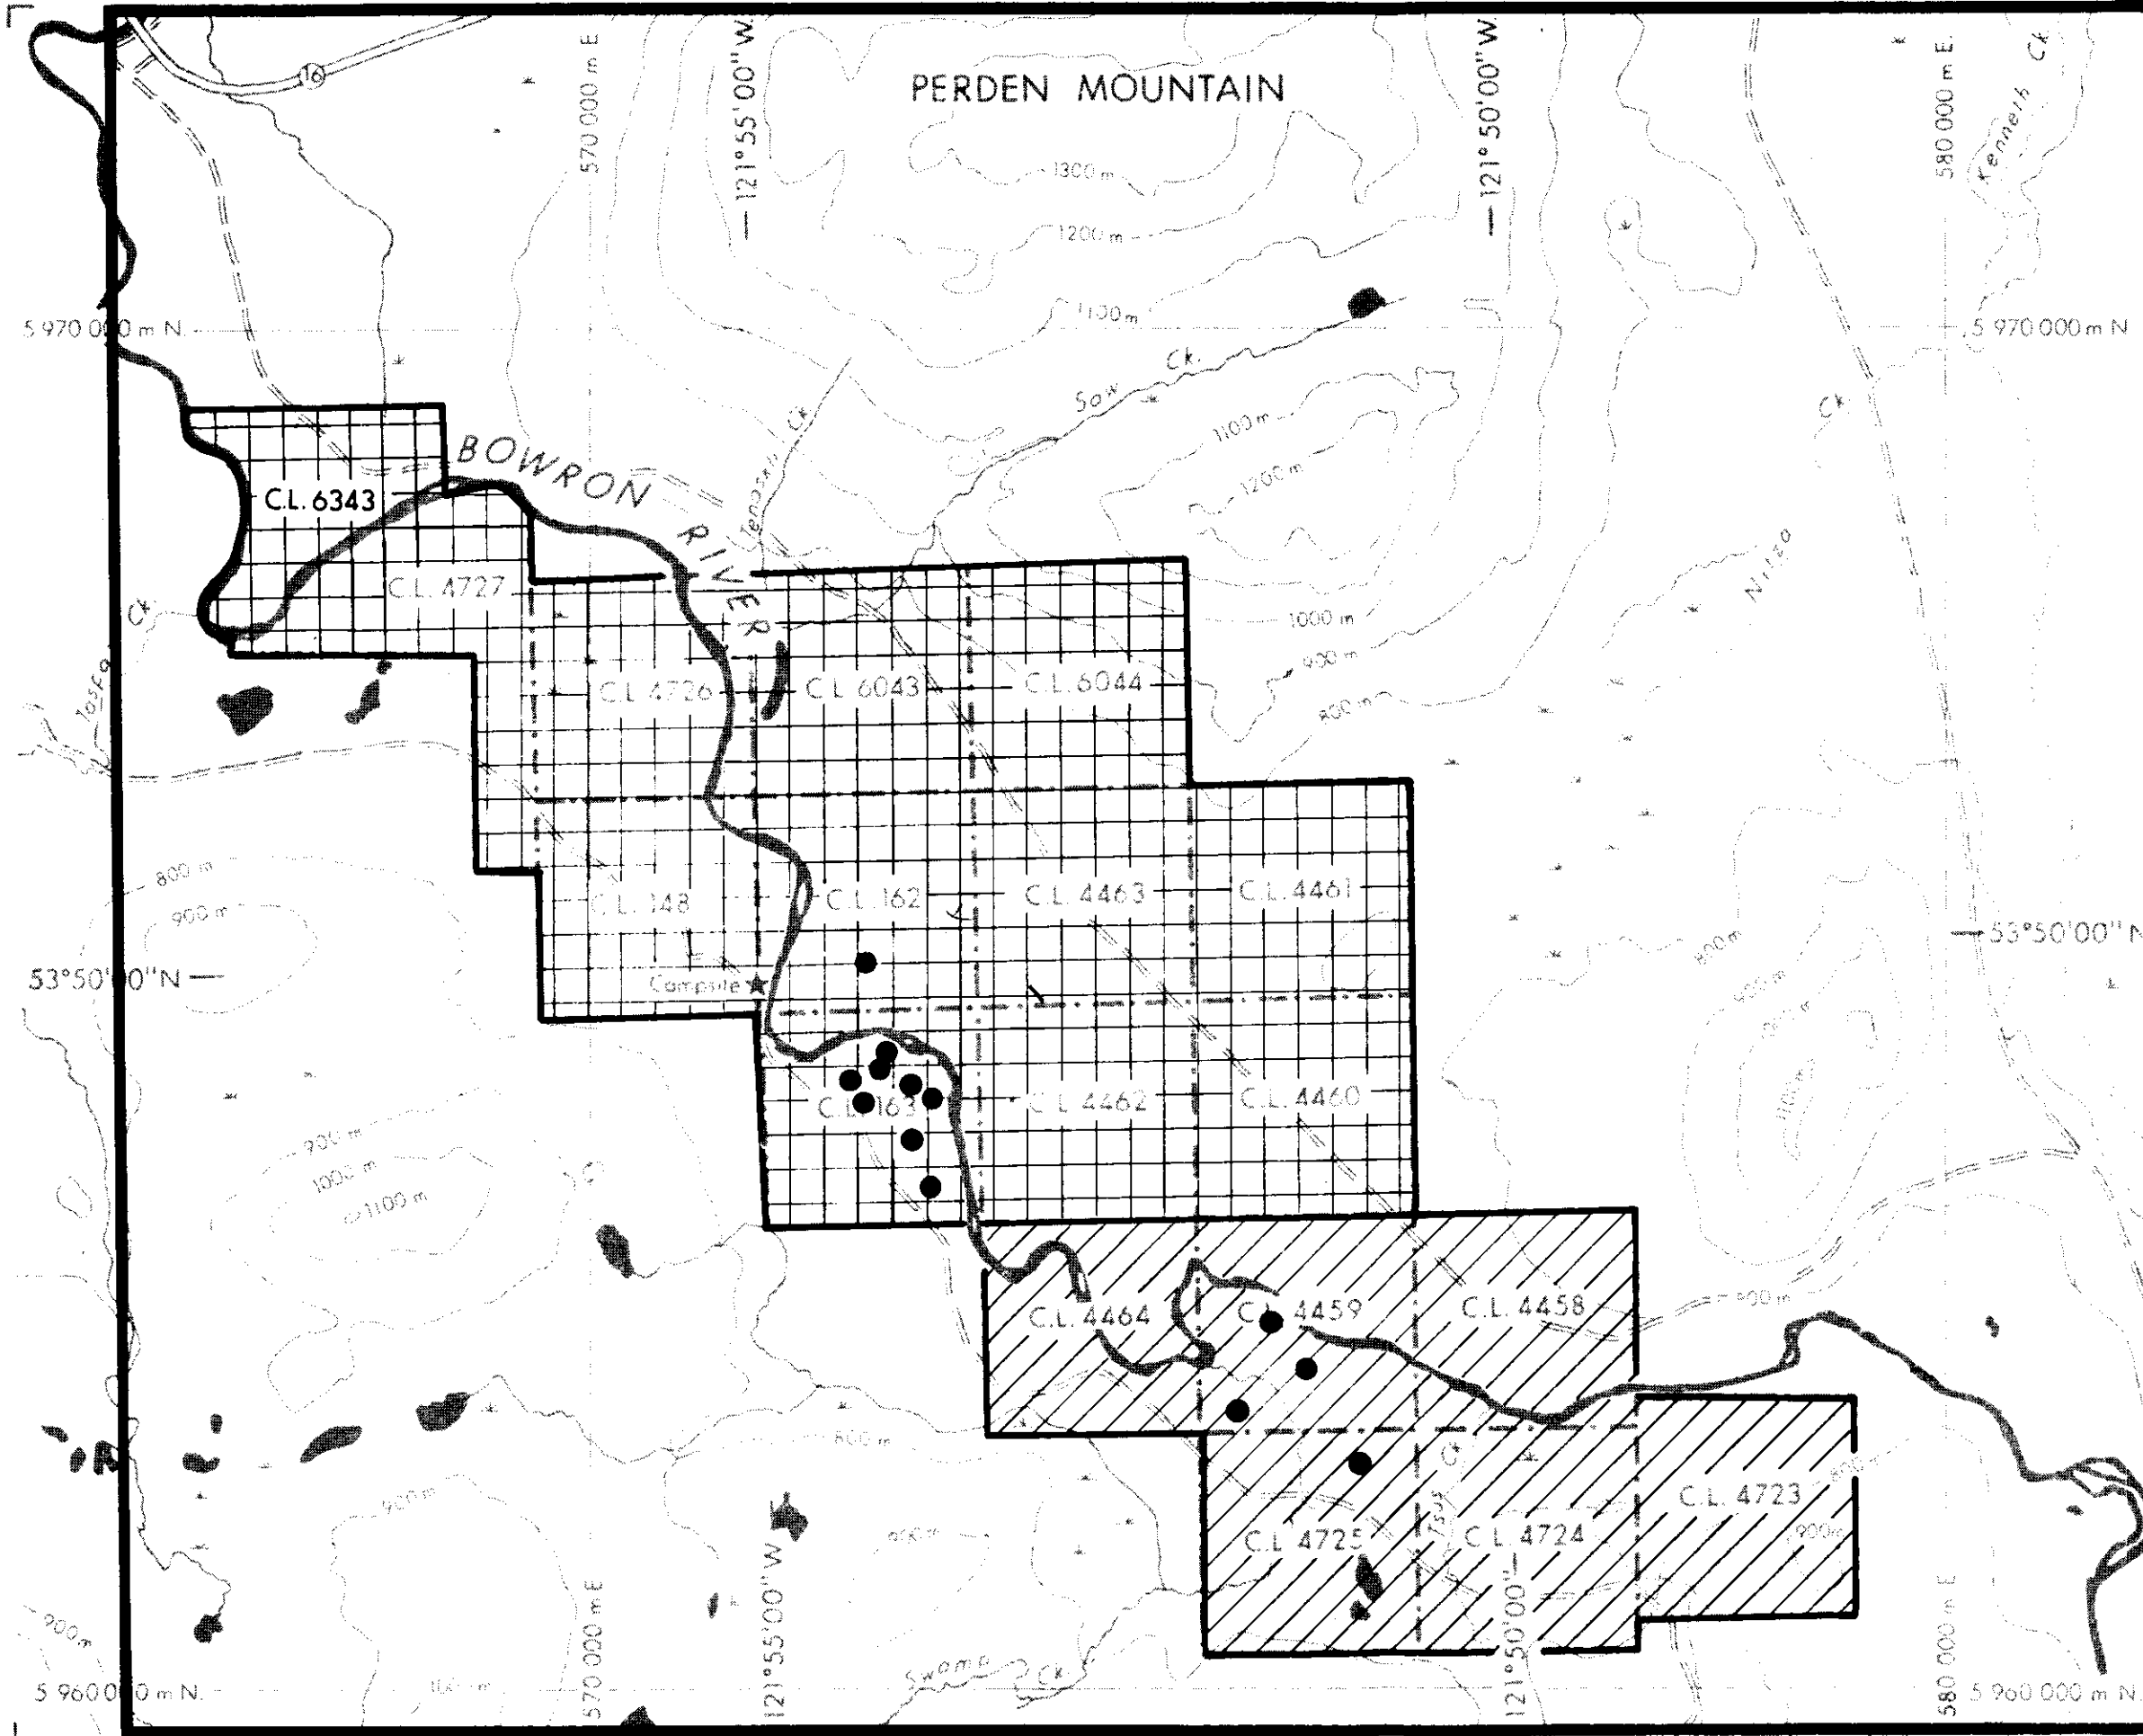 PERDEN MOUNTAIN
16
570 000 m E
121°55'00"W
121°50'00"W
580 000 m E.
Kenneth Ck
1300 m
1200 m
1100 m
5 970 000 m N.
5 970 000 m N
Sow Ck.
Ck
Ck
1100 m
1200 m
BOWRON RIVER
C.L. 6343
C.L. 4727
Ck.
1000 m
900 m
800 m
C.L. 4726
C.L. 6043
C.L. 6044
800 m
900 m
C.L. 148
C.L. 162
C.L. 4463
C.L. 4461
800 m
900 m
1100 m
53°50'00"N
53°50'00"N
Campsite
C.L. 163
C.L. 4462
C.L. 4460
900 m
1000 m
1100 m
C.L. 4464
C.L. 4459
C.L. 4458
800 m
800 m
900 m
900 m
C.L. 4725
C.L. 4724
C.L. 4723
900 m
900 m
Swamp Ck
5 960 000 m N.
570 000 m E
121°55'00"W
121°50'00"
580 000 m E
5 960 000 m N.